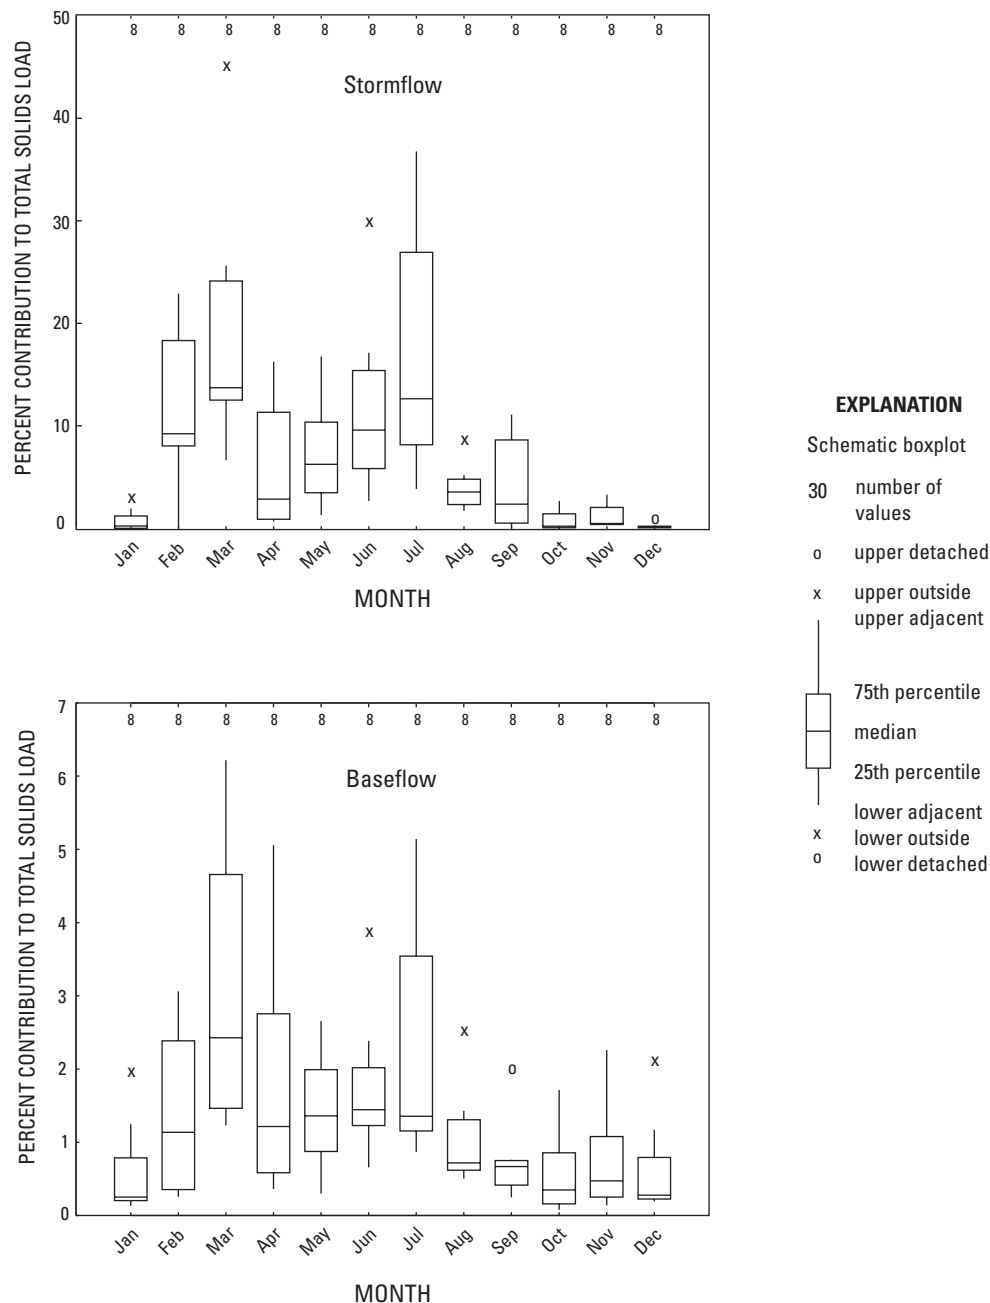 PERCENT CONTRIBUTION TO TOTAL SOLIDS LOAD
50
40
30
20
10
0
8 8 8 8 8 8 8 8 8 8 8 8
x
Stormflow
x
x
x
o
Jan Feb Mar Apr May Jun Jul Aug Sep Oct Nov Dec
MONTH
PERCENT CONTRIBUTION TO TOTAL SOLIDS LOAD
7
6
5
4
3
2
1
0
8 8 8 8 8 8 8 8 8 8 8 8
Baseflow
x
x
x
o
x
Jan Feb Mar Apr May Jun Jul Aug Sep Oct Nov Dec
MONTH
EXPLANATION
Schematic boxplot
30 number of
values
o upper detached
x upper outside
upper adjacent
75th percentile
median
25th percentile
lower adjacent
x lower outside
o lower detached